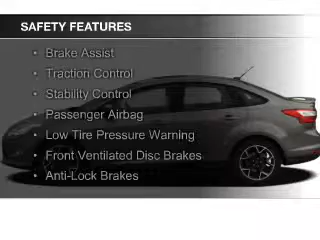 SAFETY FEATURES
• Brake Assist
• Traction Control
• Stability Control
• Passenger Airbag
• Low Tire Pressure Warning
• Front Ventilated Disc Brakes
• Anti-Lock Brakes